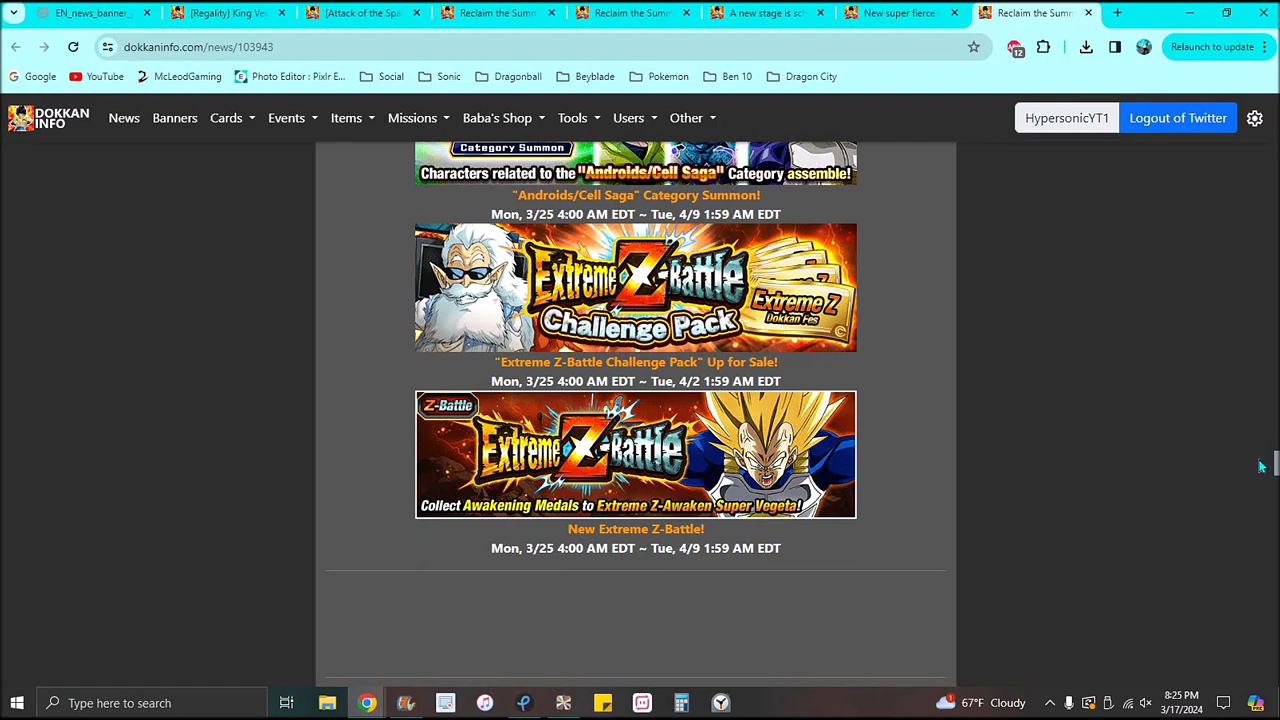 EN_news_banner_
[Regality] King Ve
[Attack of the Spa
Reclaim the Summ
Reclaim the Summ
A new stage is sch
New super fierce
Reclaim the Summ
dokkaninfo.com/news/103943
12
Relaunch to update
Google
YouTube
McLeodGaming
Photo Editor : Pixlr E...
Social
Sonic
Dragonball
Beyblade
Pokemon
Ben 10
Dragon City
DOKKAN
INFO
News
Banners
Cards
Events
Items
Missions
Baba's Shop
Tools
Users
Other
HypersonicYT1
Logout of Twitter
Category Summon
Characters related to the "Androids/Cell Saga" Category assemble!
"Androids/Cell Saga" Category Summon!
Mon, 3/25 4:00 AM EDT ~ Tue, 4/9 1:59 AM EDT
Extreme Z-Battle
Challenge Pack
Extreme Z
Dokkan Fes
"Extreme Z-Battle Challenge Pack" Up for Sale!
Mon, 3/25 4:00 AM EDT ~ Tue, 4/2 1:59 AM EDT
Z-Battle
Extreme Z-Battle
Collect Awakening Medals to Extreme Z-Awaken Super Vegeta!
New Extreme Z-Battle!
Mon, 3/25 4:00 AM EDT ~ Tue, 4/9 1:59 AM EDT
Type here to search
1
67°F Cloudy
8:25 PM
3/17/2024